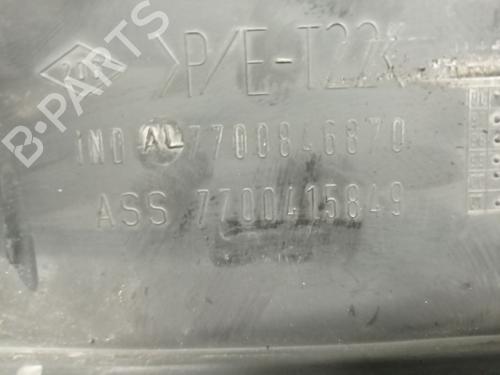 >P/E-T22<
IND AL 7700846870
ASS 7700415849
B-PARTS